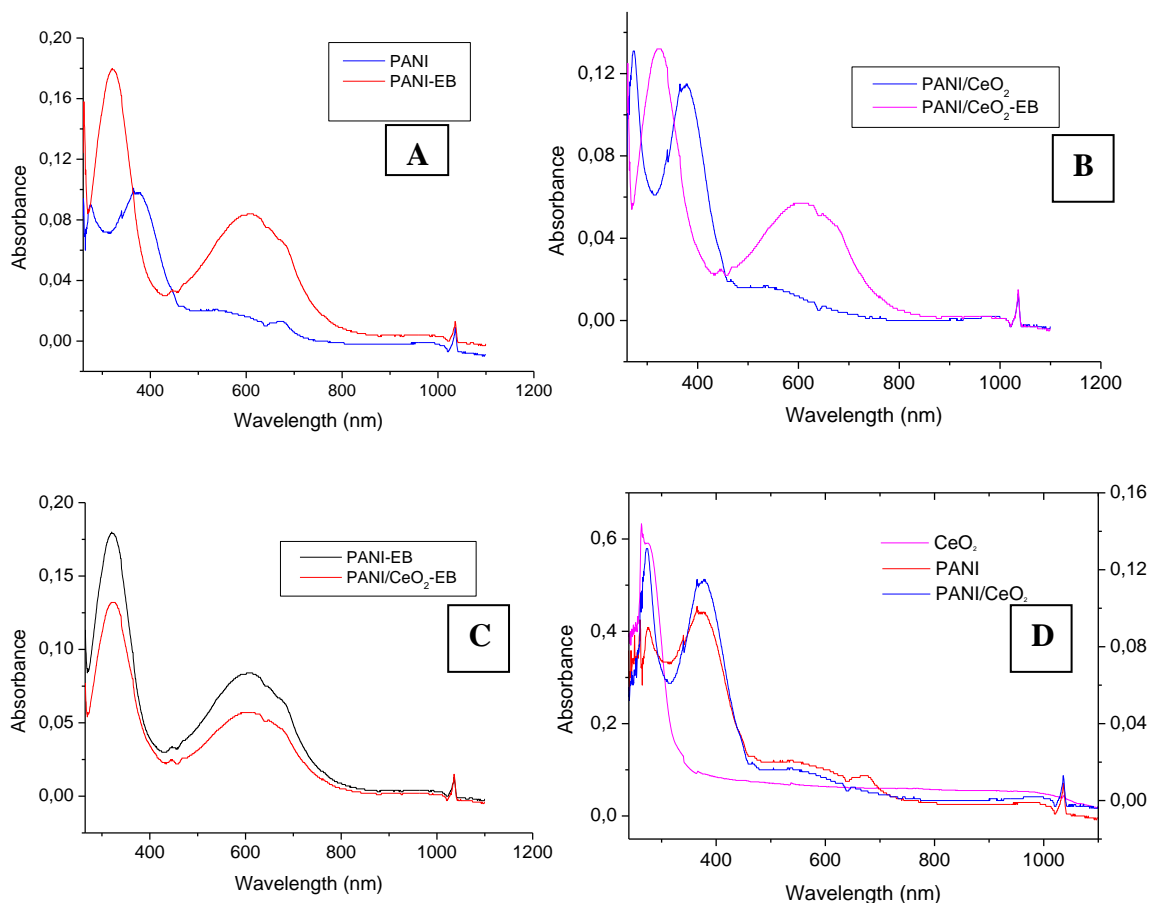 0,20
0,16
0,12
0,08
0,04
0,00
Absorbance
400 600 800 1000 1200
Wavelength (nm)
PANI
PANI-EB
A
0,12
0,08
0,04
0,00
Absorbance
400 600 800 1000 1200
Wavelength (nm)
PANI/CeO₂
PANI/CeO₂-EB
B
0,20
0,15
0,10
0,05
0,00
Absorbance
400 600 800 1000 1200
Wavelength (nm)
PANI-EB
PANI/CeO₂-EB
C
0,6
0,4
0,2
0,0
Absorbance
400 600 800 1000
Wavelength (nm)
0,16
0,12
0,08
0,04
0,00
CeO₂
PANI
PANI/CeO₂
D